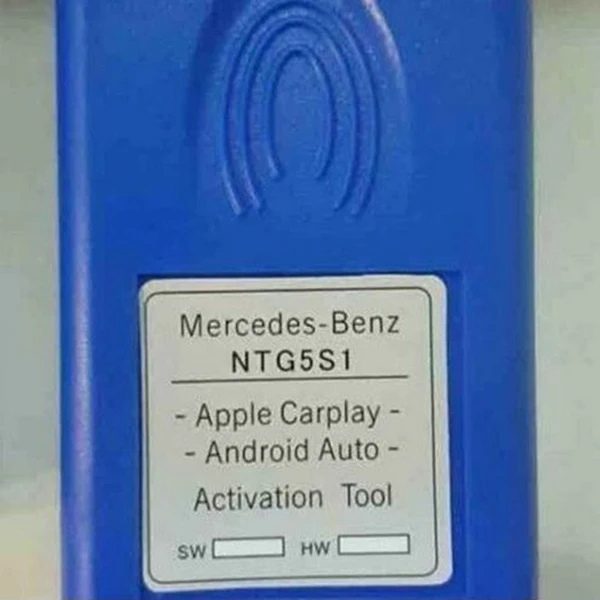 Mercedes-Benz
NTG5S1
- Apple Carplay -
- Android Auto -
Activation Tool
SW HW